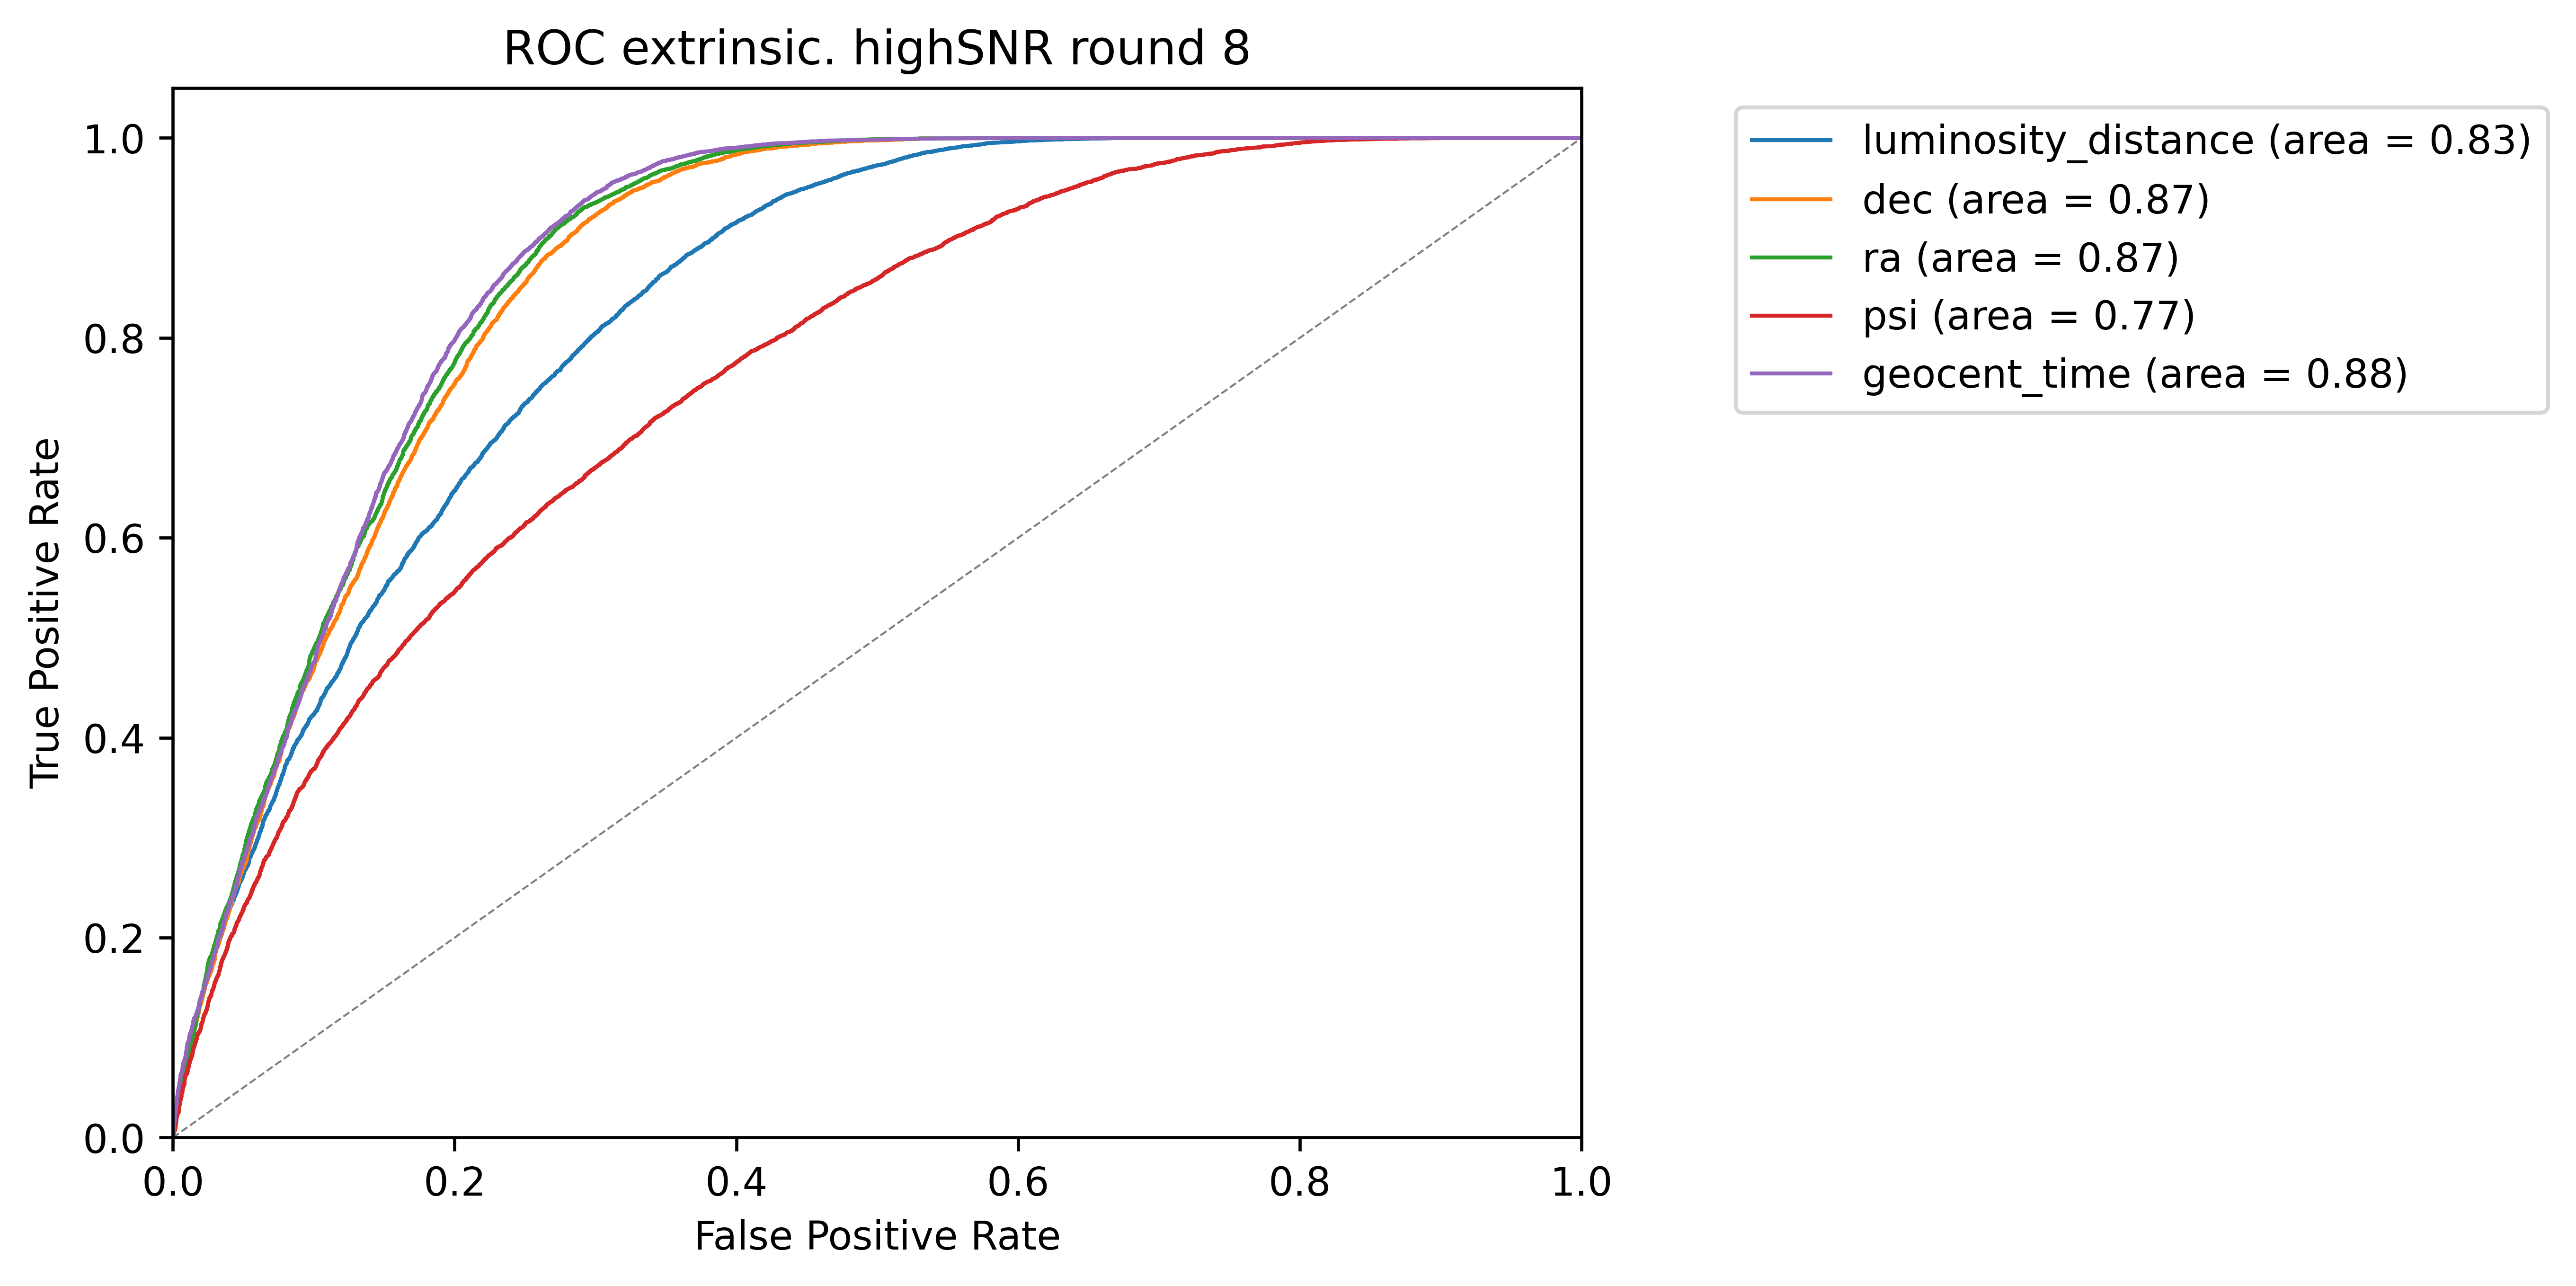 ROC extrinsic. highSNR round 8
1.0
0.8
0.6
0.4
0.2
0.0
True Positive Rate
0.0 0.2 0.4 0.6 0.8 1.0
False Positive Rate
luminosity_distance (area = 0.83)
dec (area = 0.87)
ra (area = 0.87)
psi (area = 0.77)
geocent_time (area = 0.88)